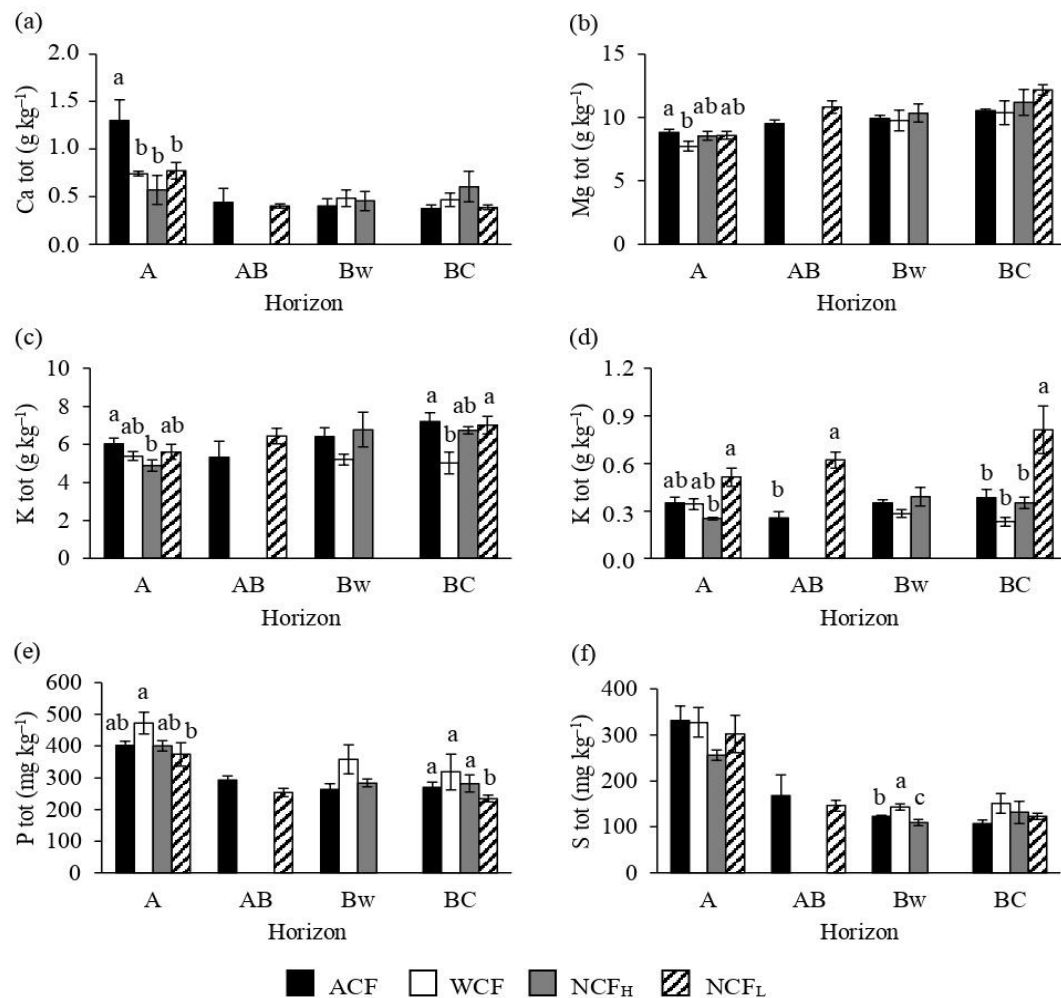 (a)
2.0
a
1.5
1.0
b b b
0.5
0.0
Ca tot (g kg⁻¹)
A AB Bw BC
Horizon
(b)
15
a b ab ab
10
5
0
Mg tot (g kg⁻¹)
A AB Bw BC
Horizon
(c)
10
8
a ab b ab a b ab a
6
4
2
0
K tot (g kg⁻¹)
A AB Bw BC
Horizon
(d)
1.2
0.9
ab ab b a b a b b b a
0.6
0.3
0.0
K tot (g kg⁻¹)
A AB Bw BC
Horizon
(e)
600
500
ab a ab b a a a b
400
300
200
100
0
P tot (mg kg⁻¹)
A AB Bw BC
Horizon
(f)
400
300
200
b a c
100
0
S tot (mg kg⁻¹)
A AB Bw BC
Horizon
ACF WCF NCF_H NCF_L